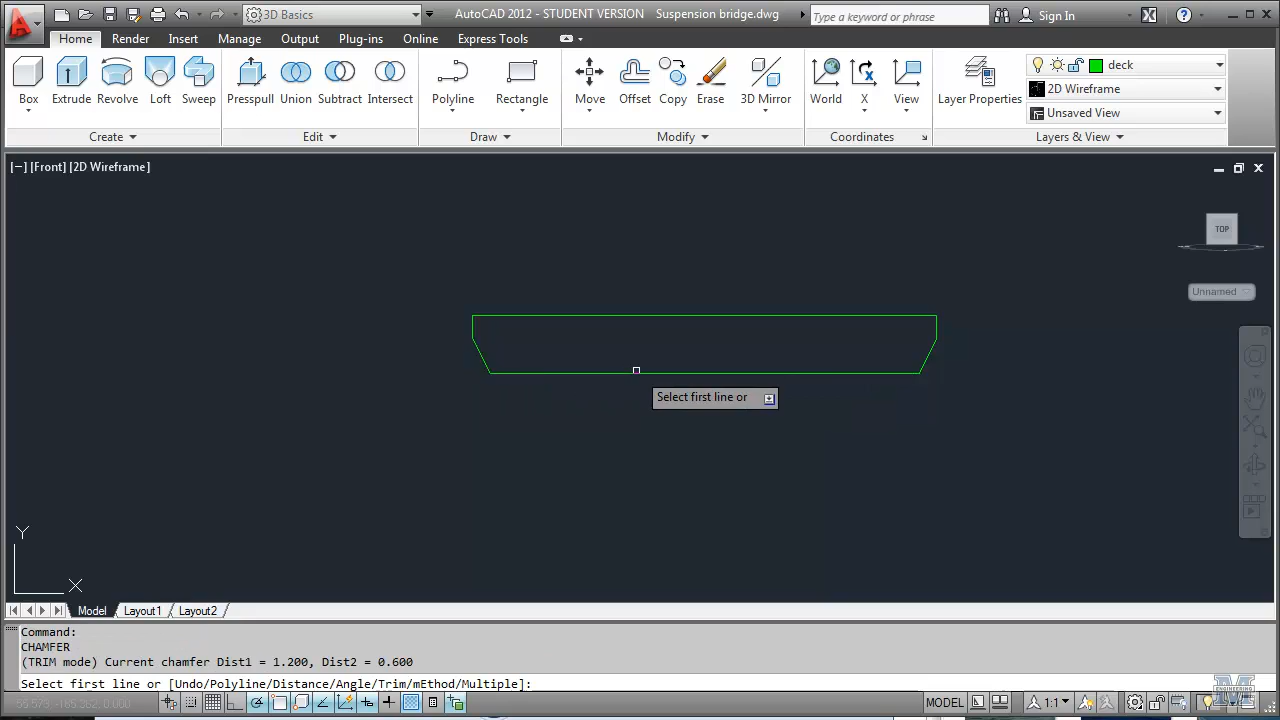 3D Basics
AutoCAD 2012 - STUDENT VERSION Suspension bridge.dwg
Type a keyword or phrase
Sign In
Home Render Insert Manage Output Plug-ins Online Express Tools
Box Extrude Revolve Loft Sweep Presspull Union Subtract Intersect Polyline Rectangle Move Offset Copy Erase 3D Mirror World X View Layer Properties
deck
2D Wireframe
Unsaved View
Create Edit Draw Modify Coordinates Layers & View
[−] [Front] [2D Wireframe]
TOP
Unnamed
Select first line or
Y
X
Model Layout1 Layout2
Command:
CHAMFER
(TRIM mode) Current chamfer Dist1 = 1.200, Dist2 = 0.600
Select first line or [Undo/Polyline/Distance/Angle/Trim/mEthod/Multiple]:
MODEL 1:1
ENGINEERING